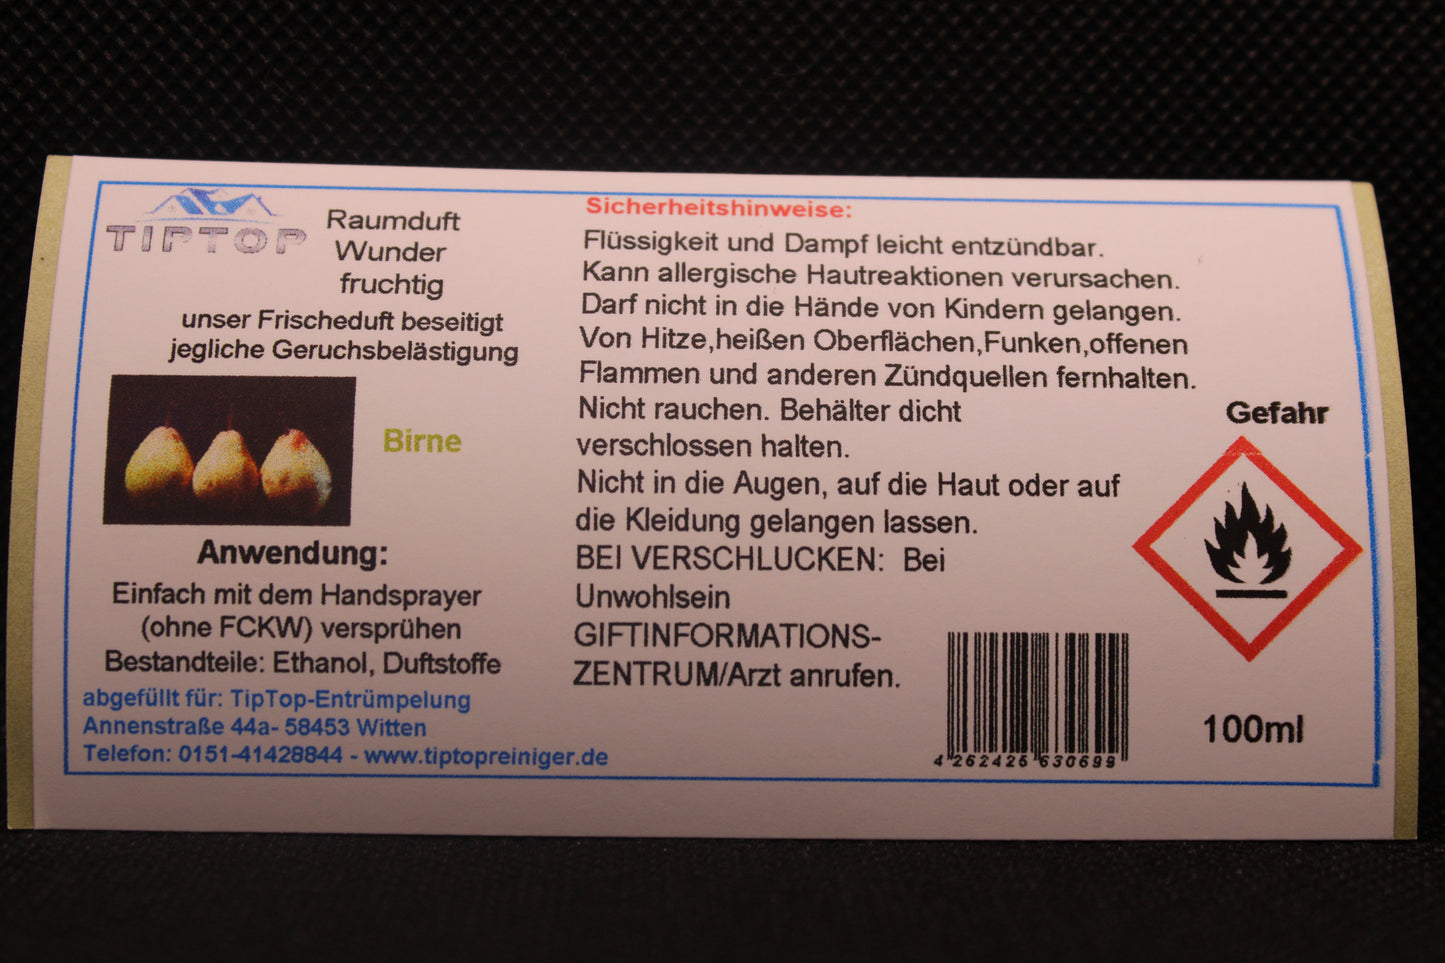 TIPTOP
Raumduft
Wunder
fruchtig
unser Frischeduft beseitigt
jegliche Geruchsbelästigung
Birne
Anwendung:
Einfach mit dem Handsprayer
(ohne FCKW) versprühen
Bestandteile: Ethanol, Duftstoffe
abgefüllt für: TipTop-Entrümpelung
Annenstraße 44a- 58453 Witten
Telefon: 0151-41428844 - www.tiptopreiniger.de
Sicherheitshinweise:
Flüssigkeit und Dampf leicht entzündbar.
Kann allergische Hautreaktionen verursachen.
Darf nicht in die Hände von Kindern gelangen.
Von Hitze,heißen Oberflächen,Funken,offenen
Flammen und anderen Zündquellen fernhalten.
Nicht rauchen. Behälter dicht
verschlossen halten.
Nicht in die Augen, auf die Haut oder auf
die Kleidung gelangen lassen.
BEI VERSCHLUCKEN: Bei
Unwohlsein
GIFTINFORMATIONS-
ZENTRUM/Arzt anrufen.
Gefahr
4 262425 630699
100ml